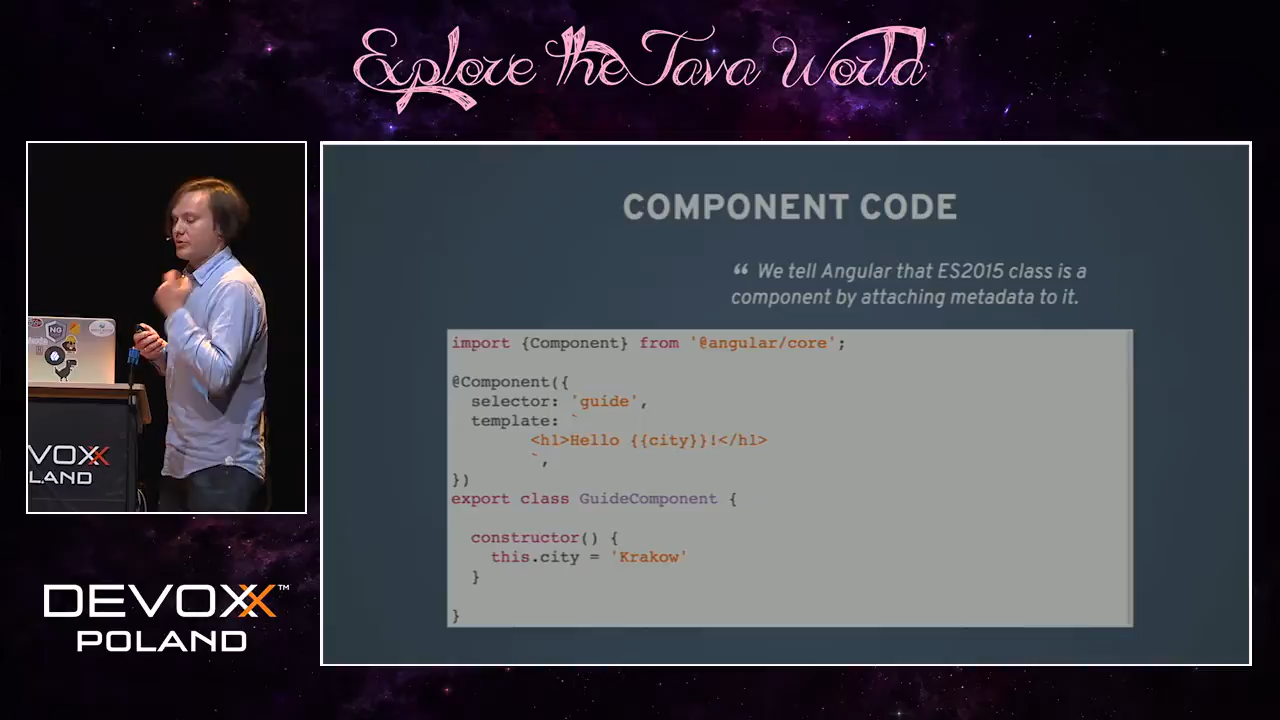 Explore the Java World
COMPONENT CODE
“ We tell Angular that ES2015 class is a
component by attaching metadata to it.
import {Component} from '@angular/core';
@Component({
selector: 'guide',
template: `
<h1>Hello {{city}}!</h1>
`,
})
export class GuideComponent {
constructor() {
this.city = 'Krakow'
}
}
NG
VOXX
LAND
DEVOXX™
POLAND